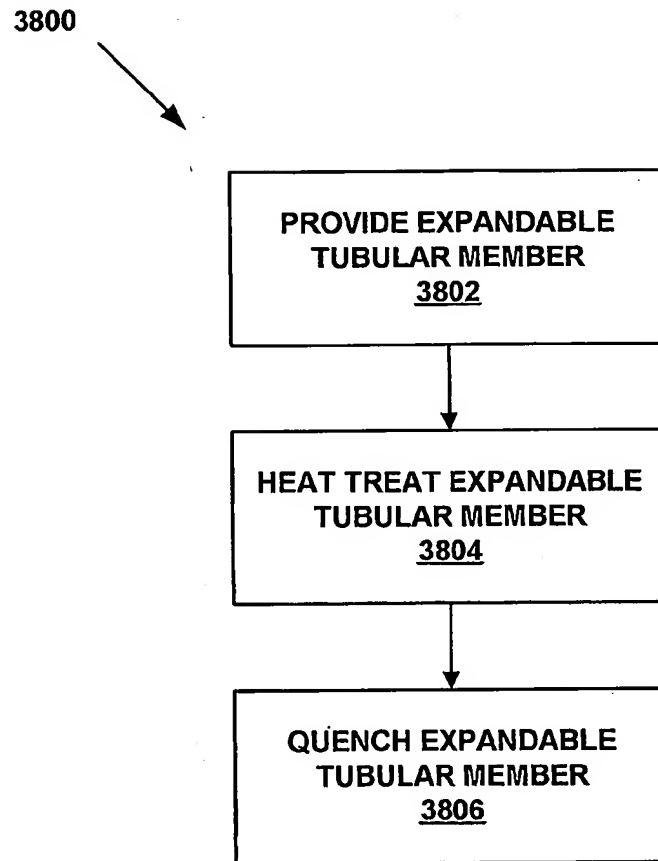 3800
PROVIDE EXPANDABLE
TUBULAR MEMBER
3802
HEAT TREAT EXPANDABLE
TUBULAR MEMBER
3804
QUENCH EXPANDABLE
TUBULAR MEMBER
3806